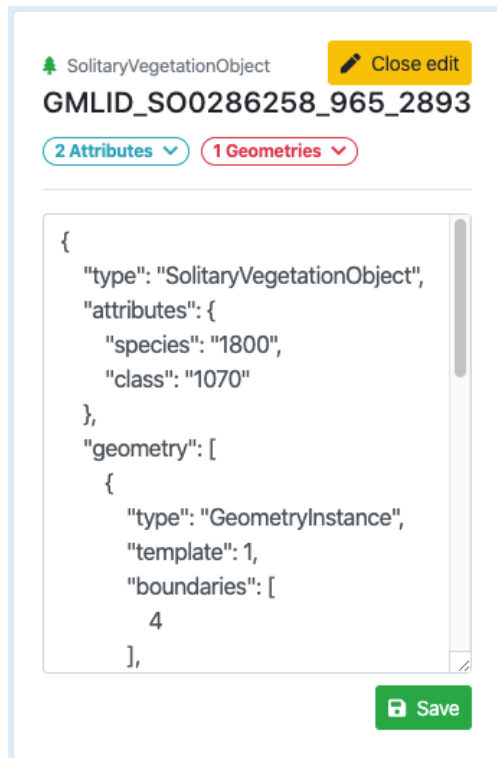 SolitaryVegetationObject
Close edit
GMLID_SO0286258_965_2893
2 Attributes
1 Geometries
{
"type": "SolitaryVegetationObject",
"attributes": {
"species": "1800",
"class": "1070"
},
"geometry": [
{
"type": "GeometryInstance",
"template": 1,
"boundaries": [
4
],
Save